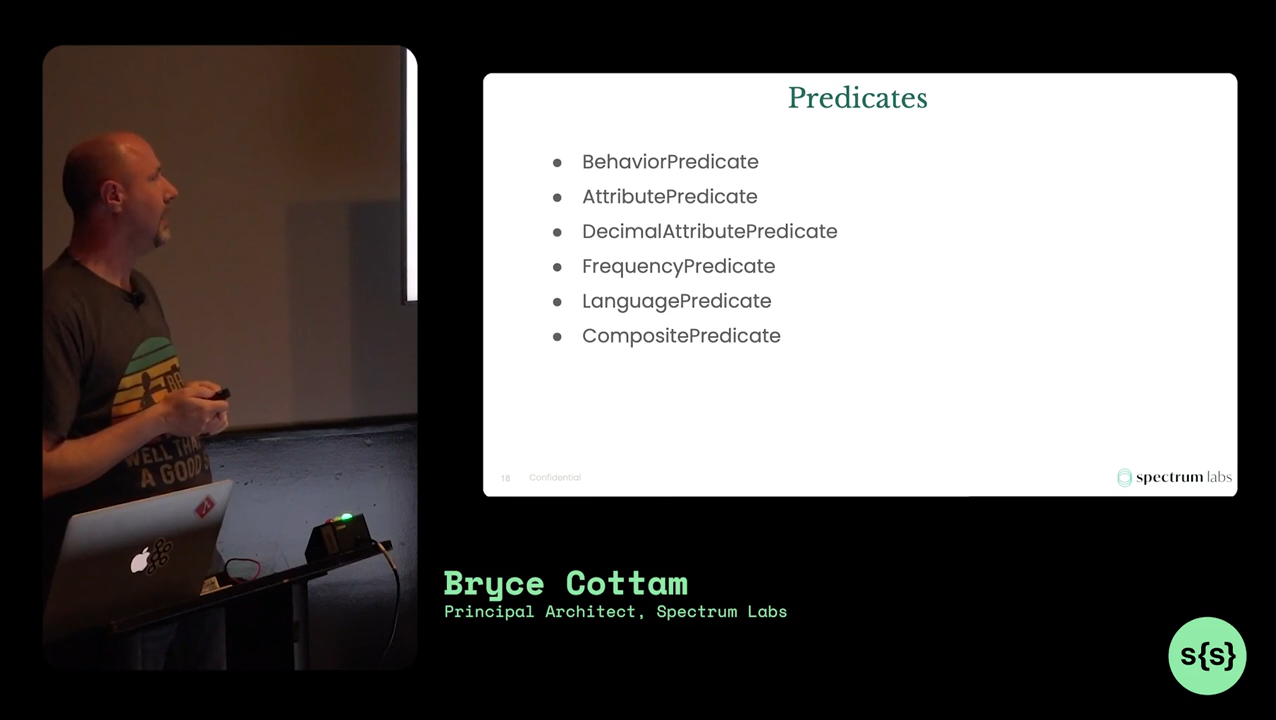 Predicates
● BehaviorPredicate
● AttributePredicate
● DecimalAttributePredicate
● FrequencyPredicate
● LanguagePredicate
● CompositePredicate
18 Confidential
spectrum labs
WELL THA
A GOOD
Bryce Cottam
Principal Architect, Spectrum Labs
s{s}